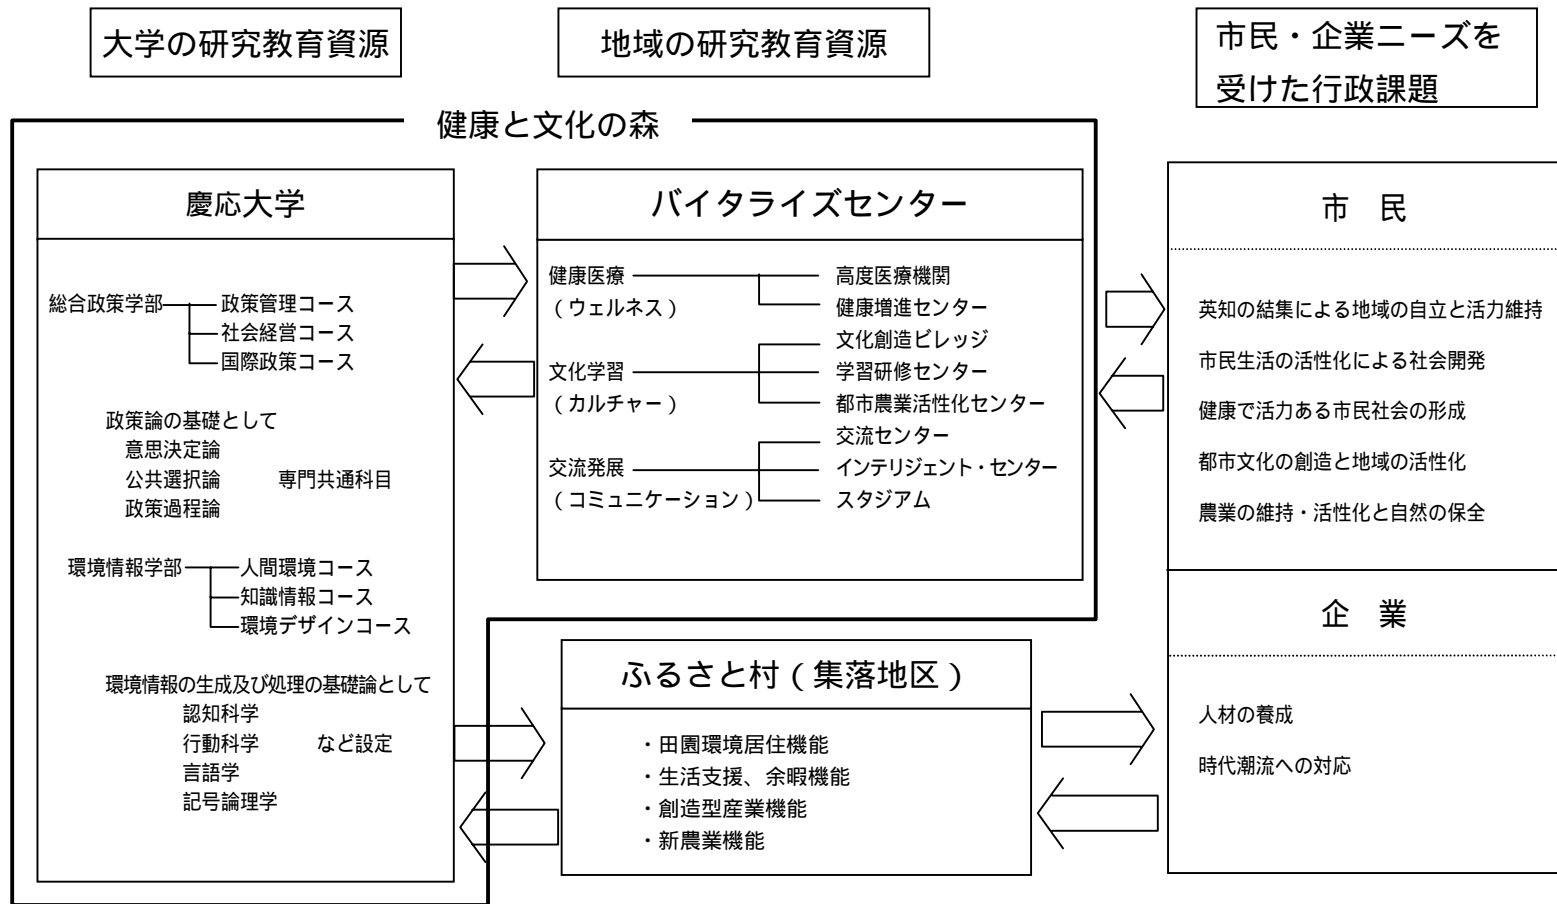 大学の研究教育資源
地域の研究教育資源
市民・企業ニーズを
受けた行政課題
健康と文化の森
慶応大学
総合政策学部
政策管理コース
社会経営コース
国際政策コース
政策論の基礎として
意思決定論
公共選択論 専門共通科目
政策過程論
環境情報学部
人間環境コース
知識情報コース
環境デザインコース
環境情報の生成及び処理の基礎論として
認知科学
行動科学 など設定
言語学
記号論理学
バイタライズセンター
健康医療
(ウェルネス)
高度医療機関
健康増進センター
文化学習
(カルチャー)
文化創造ビレッジ
学習研修センター
都市農業活性化センター
交流発展
(コミュニケーション)
交流センター
インテリジェント・センター
スタジアム
ふるさと村(集落地区)
・田園環境居住機能
・生活支援、余暇機能
・創造型産業機能
・新農業機能
市 民
英知の結集による地域の自立と活力維持
市民生活の活性化による社会開発
健康で活力ある市民社会の形成
都市文化の創造と地域の活性化
農業の維持・活性化と自然の保全
企 業
人材の養成
時代潮流への対応